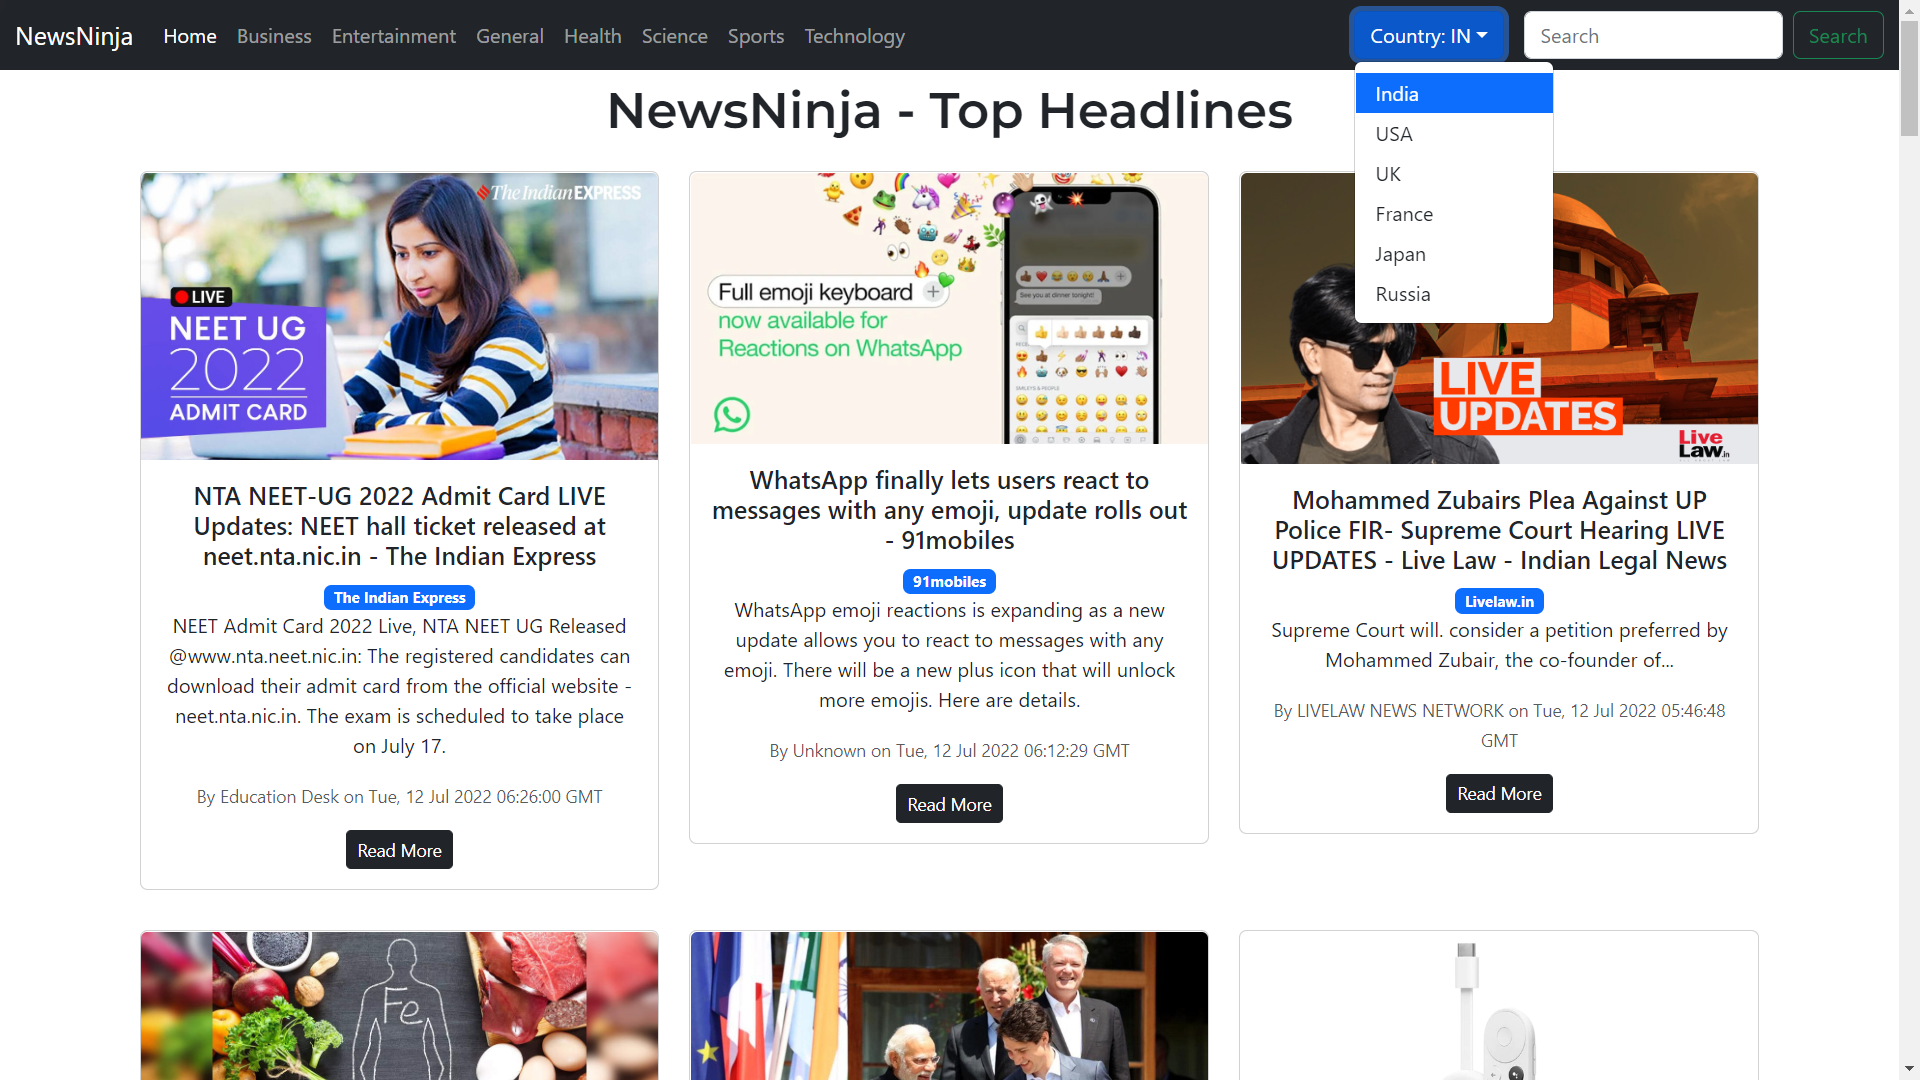 NewsNinja Home Business Entertainment General Health Science Sports Technology Country: IN Search Search
India
USA
UK
France
Japan
Russia
NewsNinja - Top Headlines
The Indian EXPRESS
LIVE
NEET UG
2022
ADMIT CARD
NTA NEET-UG 2022 Admit Card LIVE
Updates: NEET hall ticket released at
neet.nta.nic.in - The Indian Express
The Indian Express
NEET Admit Card 2022 Live, NTA NEET UG Released
@www.nta.neet.nic.in: The registered candidates can
download their admit card from the official website -
neet.nta.nic.in. The exam is scheduled to take place
on July 17.
By Education Desk on Tue, 12 Jul 2022 06:26:00 GMT
Read More
Full emoji keyboard +
now available for
Reactions on WhatsApp
See you at dinner tonight!
SMILEYS & PEOPLE
WhatsApp finally lets users react to
messages with any emoji, update rolls out
- 91mobiles
91mobiles
WhatsApp emoji reactions is expanding as a new
update allows you to react to messages with any
emoji. There will be a new plus icon that will unlock
more emojis. Here are details.
By Unknown on Tue, 12 Jul 2022 06:12:29 GMT
Read More
LIVE
UPDATES
Live
Law.in
Mohammed Zubairs Plea Against UP
Police FIR- Supreme Court Hearing LIVE
UPDATES - Live Law - Indian Legal News
Livelaw.in
Supreme Court will. consider a petition preferred by
Mohammed Zubair, the co-founder of...
By LIVELAW NEWS NETWORK on Tue, 12 Jul 2022 05:46:48
GMT
Read More
Fe